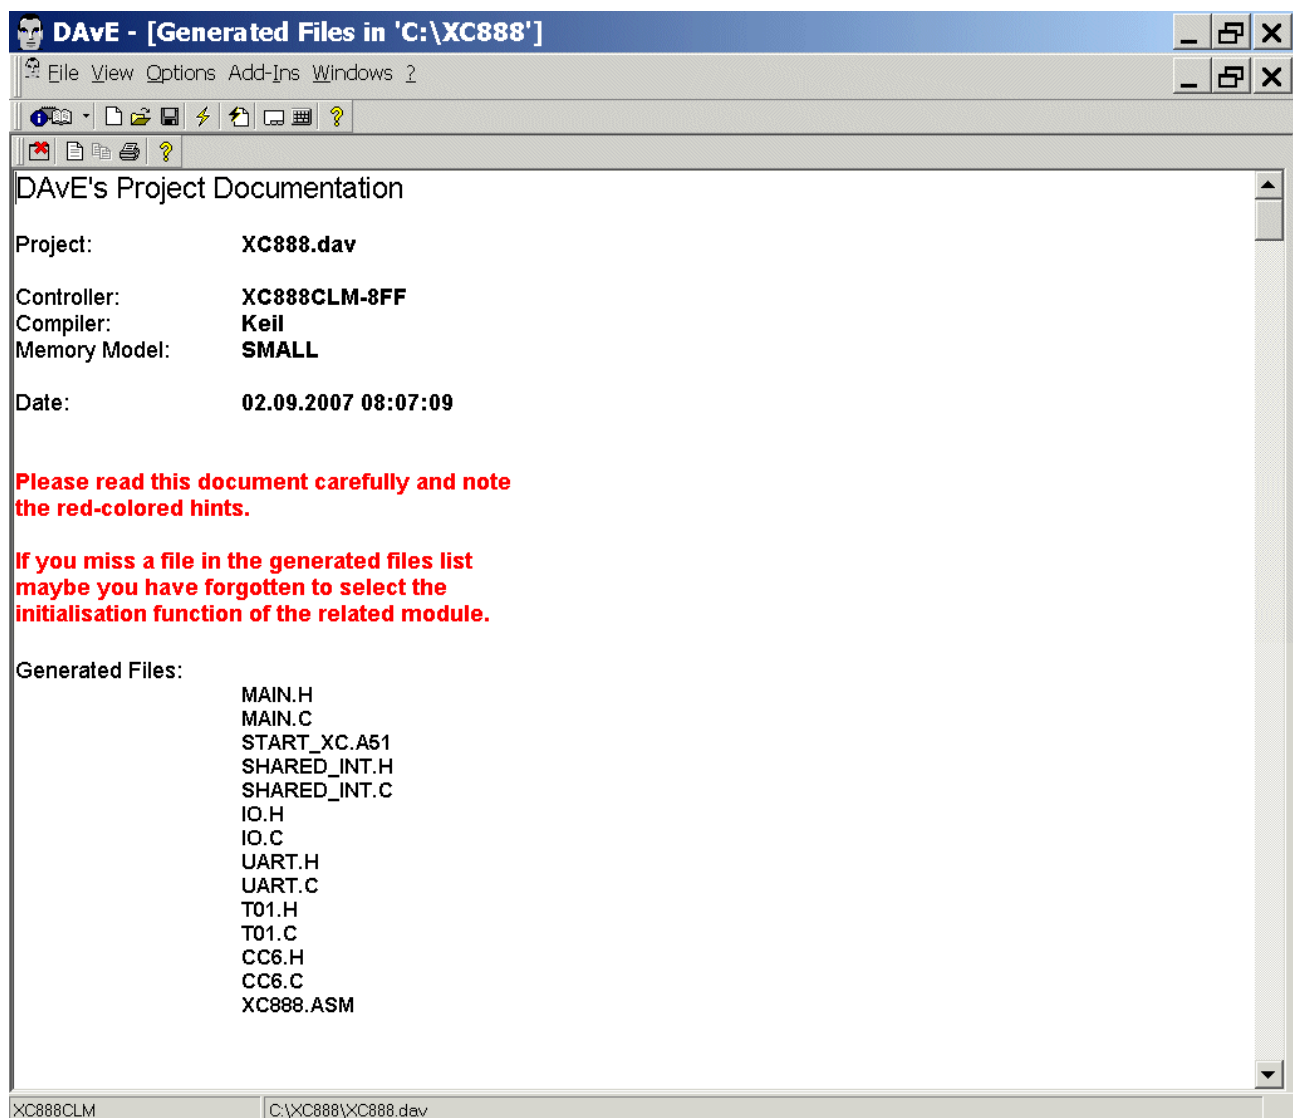 DAvE - [Generated Files in 'C:\XC888']
File View Options Add-Ins Windows ?
DAvE's Project Documentation
Project: XC888.dav
Controller: XC888CLM-8FF
Compiler: Keil
Memory Model: SMALL
Date: 02.09.2007 08:07:09
Please read this document carefully and note
the red-colored hints.
If you miss a file in the generated files list
maybe you have forgotten to select the
initialisation function of the related module.
Generated Files:
MAIN.H
MAIN.C
START_XC.A51
SHARED_INT.H
SHARED_INT.C
IO.H
IO.C
UART.H
UART.C
T01.H
T01.C
CC6.H
CC6.C
XC888.ASM
XC888CLM C:\XC888\XC888.dav